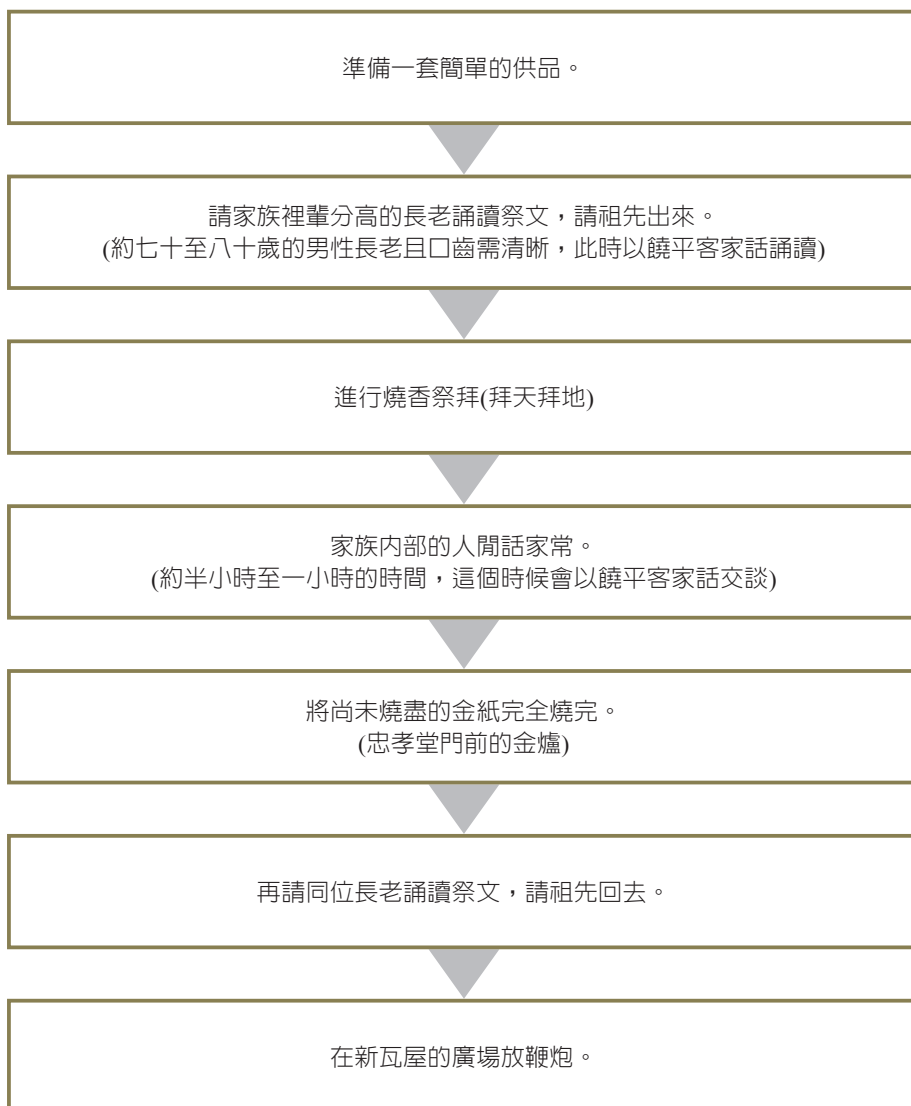 準備一套簡單的供品。
請家族裡輩分高的長老誦讀祭文，請祖先出來。
(約七十至八十歲的男性長老且口齒需清晰，此時以饒平客家話誦讀)
進行燒香祭拜(拜天拜地)
家族內部的人閒話家常。
(約半小時至一小時的時間，這個時候會以饒平客家話交談)
將尚未燒盡的金紙完全燒完。
(忠孝堂門前的金爐)
再請同位長老誦讀祭文，請祖先回去。
在新瓦屋的廣場放鞭炮。